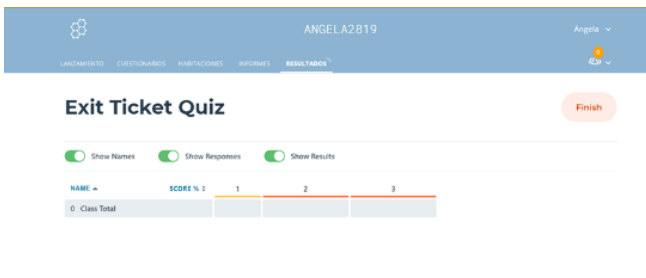 ANGELA2819
Angela
0
LANZAMIENTO CUESTIONARIOS HABITACIONES INFORMES RESULTADOS
Exit Ticket Quiz
Finish
Show Names Show Responses Show Results
NAME SCORE % 1 2 3
0 Class Total